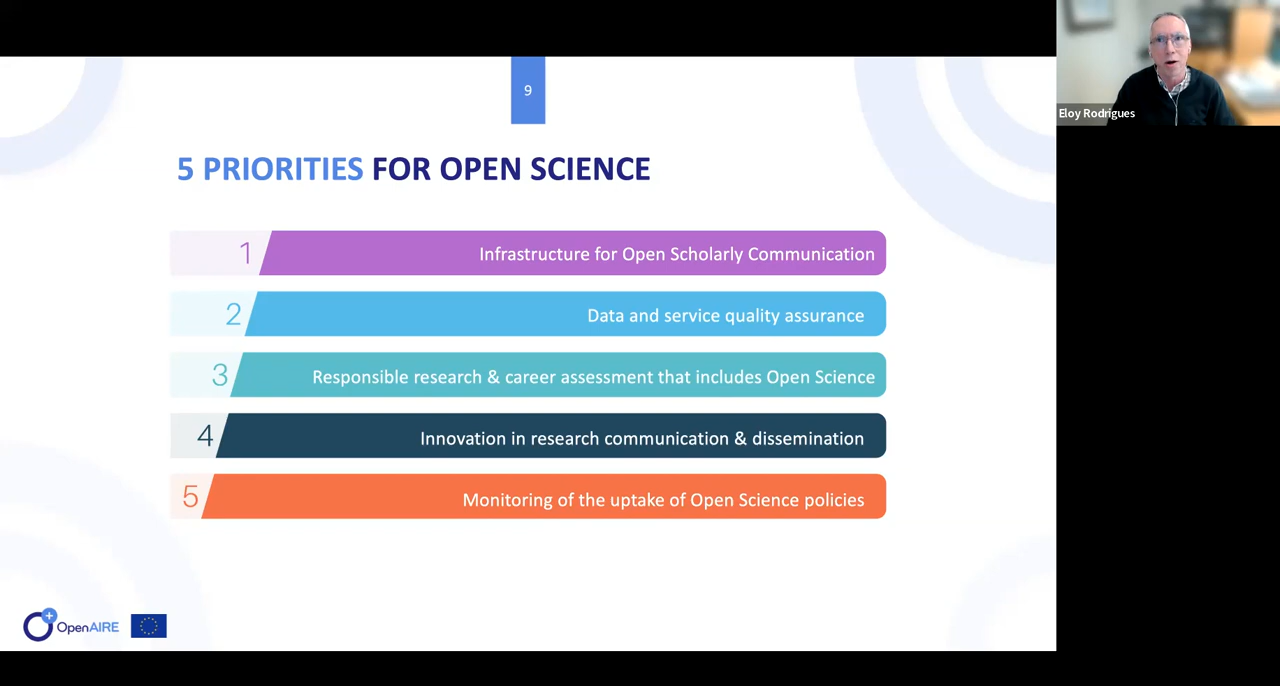 9
Eloy Rodrigues
5 PRIORITIES FOR OPEN SCIENCE
1 Infrastructure for Open Scholarly Communication
2 Data and service quality assurance
3 Responsible research & career assessment that includes Open Science
4 Innovation in research communication & dissemination
5 Monitoring of the uptake of Open Science policies
OpenAIRE